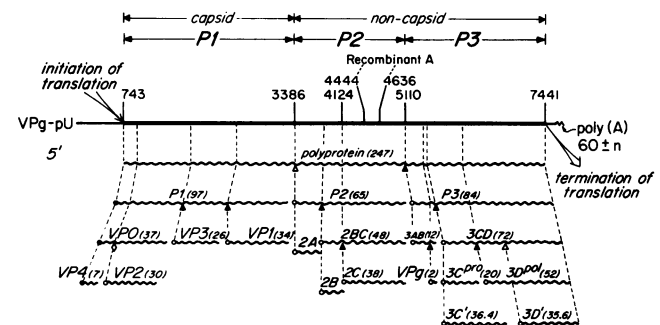 capsid non-capsid
P1 P2 P3
Recombinant A
initiation of translation
4444 4636
743 3386 4124 5110 7441
VPg-pU poly (A)
5' 60 ± n
polyprotein (247)
termination of translation
P1 (97) P2 (65) P3 (84)
VP0 (37) VP3 (26) VP1 (34) 2A 2BC (48) 3AB (12) 3CD (72)
VP4 (7) VP2 (30) 2B 2C (38) VPg (2) 3Cpro (20) 3Dpol (52)
3C' (36.4) 3D' (35.6)